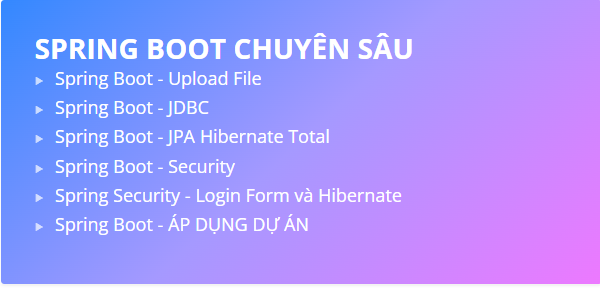 SPRING BOOT CHUYÊN SÂU
Spring Boot - Upload File
Spring Boot - JDBC
Spring Boot - JPA Hibernate Total
Spring Boot - Security
Spring Security - Login Form và Hibernate
Spring Boot - ÁP DỤNG DỰ ÁN